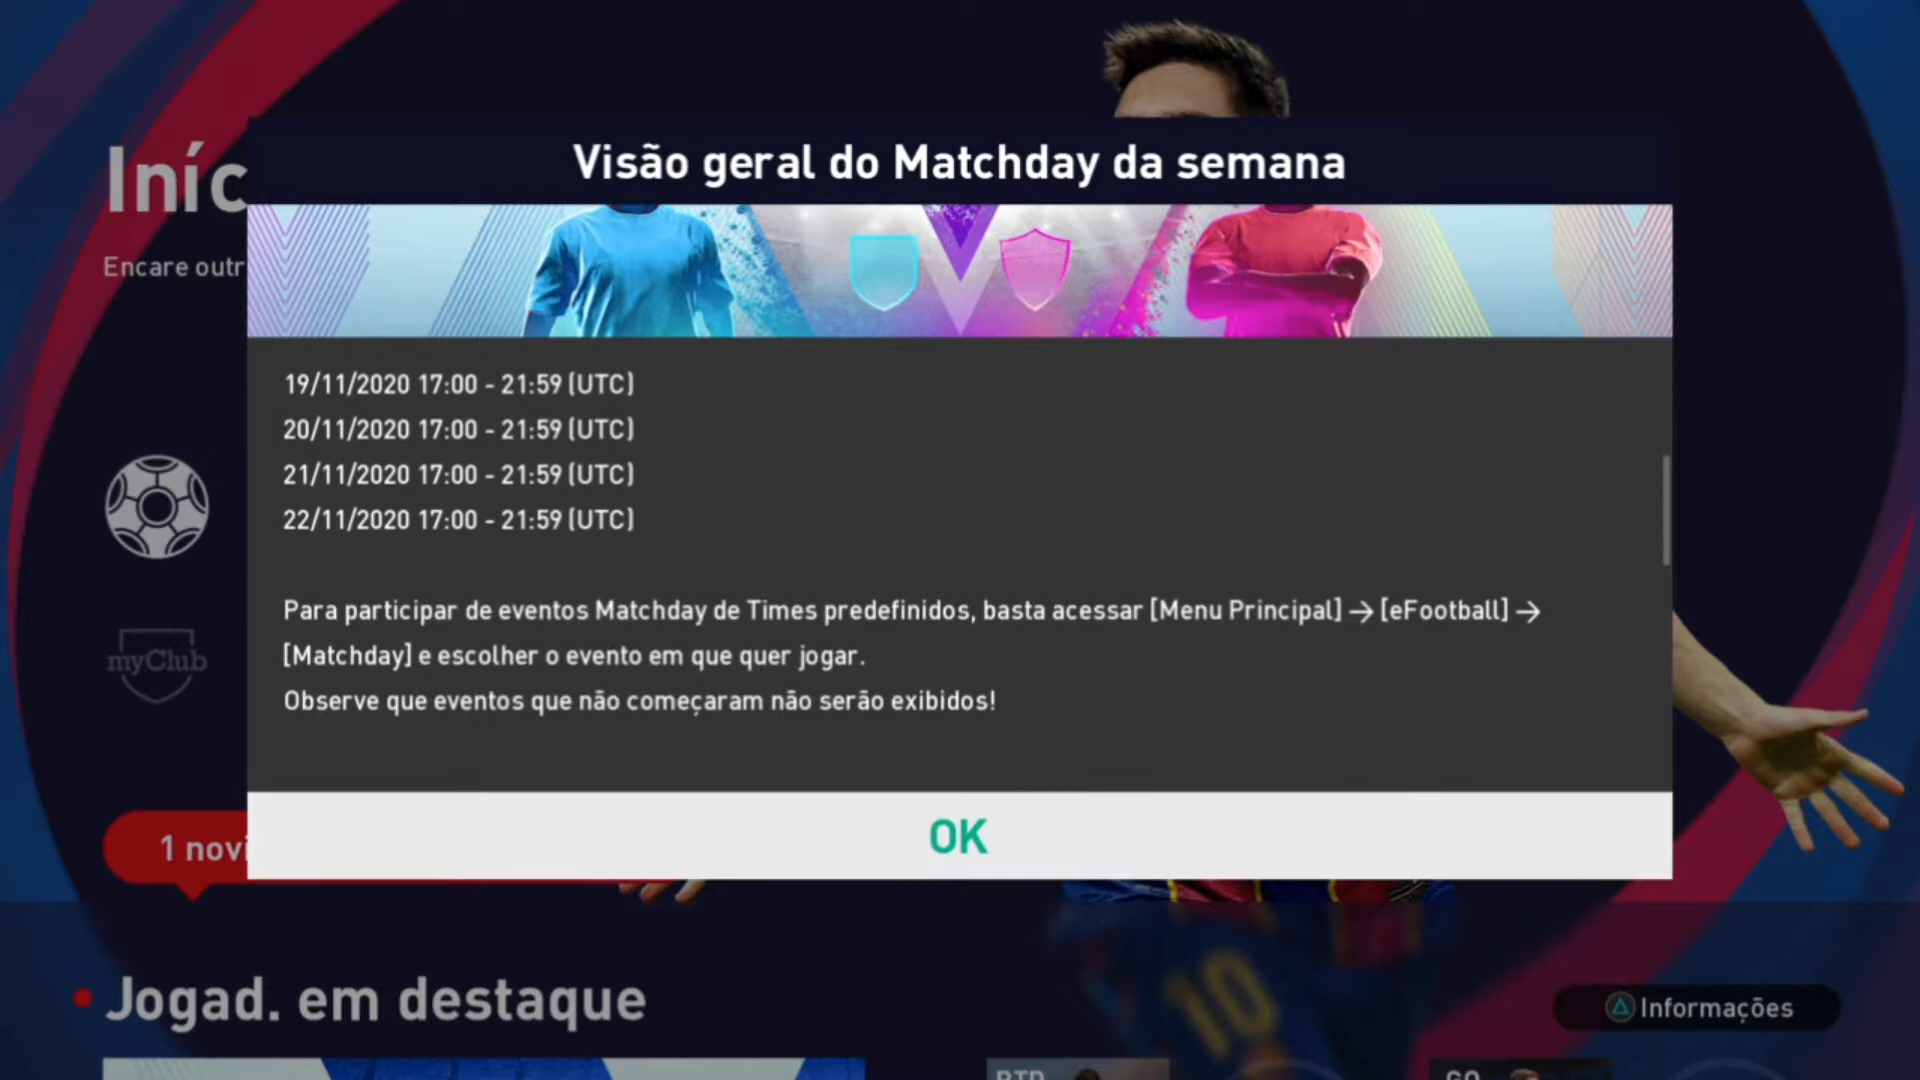 Visão geral do Matchday da semana
Iníc
Encare outr
19/11/2020 17:00 - 21:59 (UTC)
20/11/2020 17:00 - 21:59 (UTC)
21/11/2020 17:00 - 21:59 (UTC)
22/11/2020 17:00 - 21:59 (UTC)
Para participar de eventos Matchday de Times predefinidos, basta acessar [Menu Principal] → [eFootball] →
[Matchday] e escolher o evento em que quer jogar.
Observe que eventos que não começaram não serão exibidos!
myClub
OK
1 novi
10
Jogad. em destaque
Informações